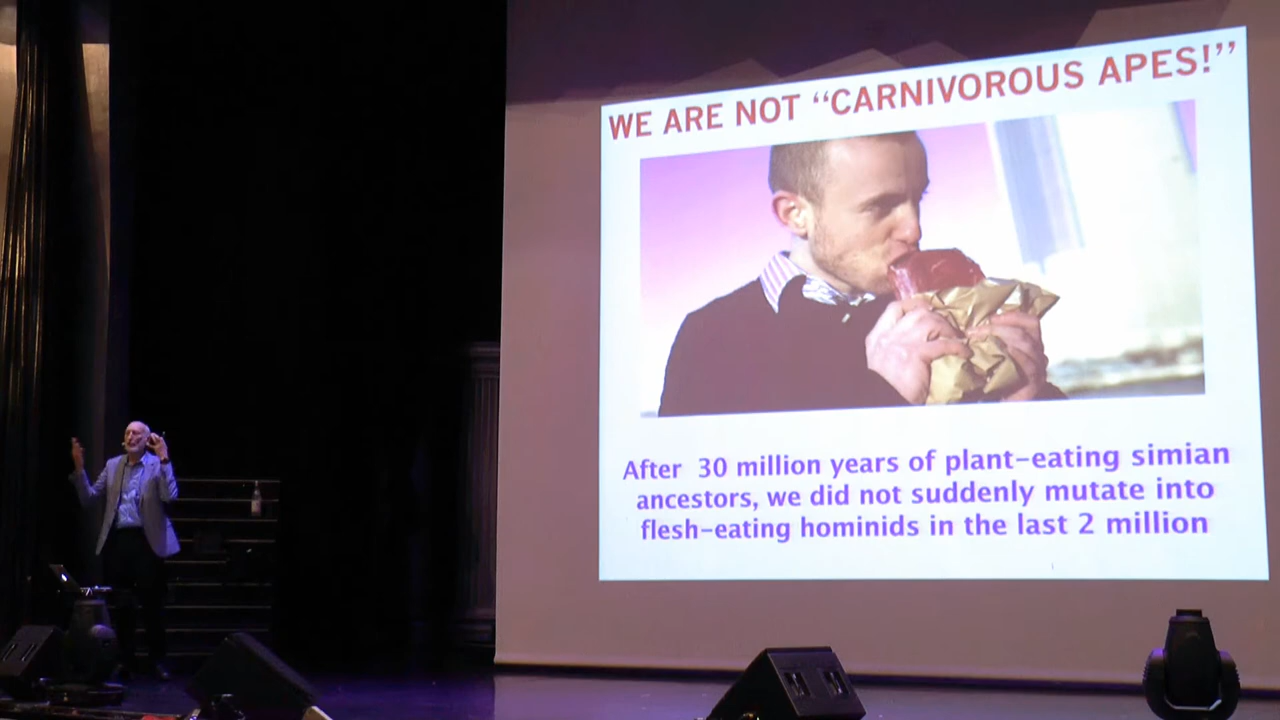 WE ARE NOT “CARNIVOROUS APES!”
After 30 million years of plant-eating simian
ancestors, we did not suddenly mutate into
flesh-eating hominids in the last 2 million